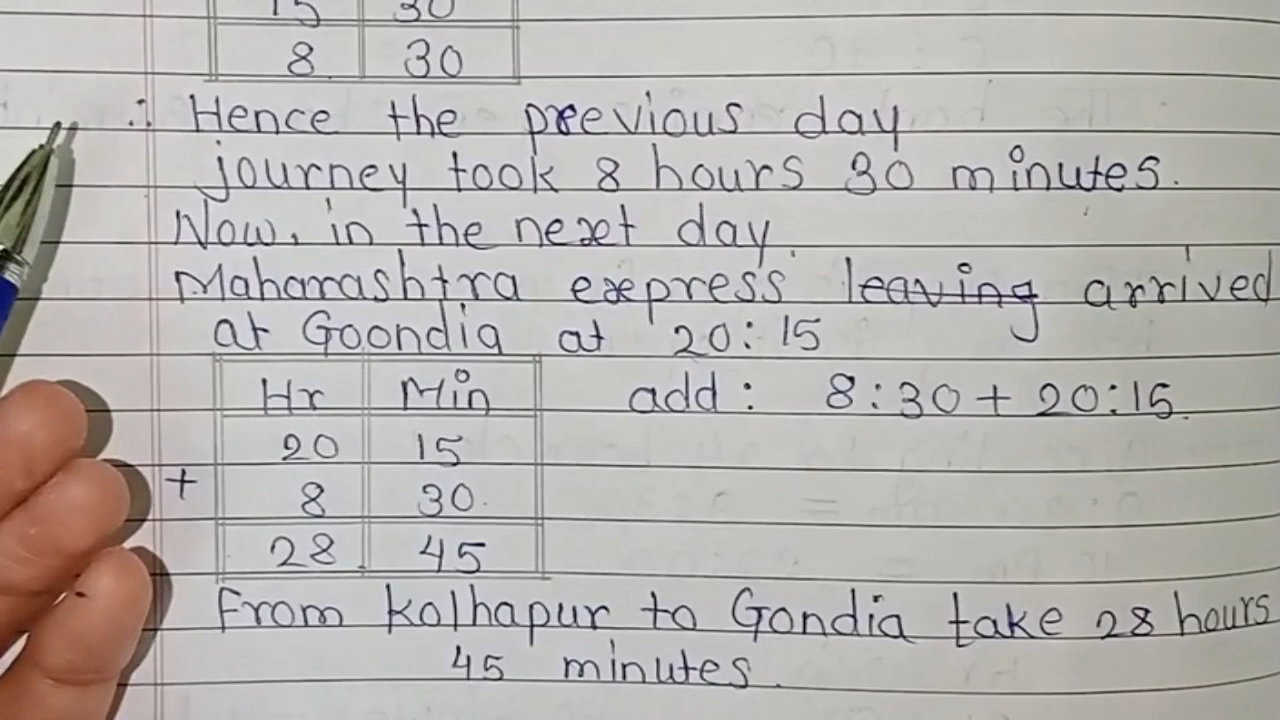 15 30
8 30
∴ Hence the previous day
journey took 8 hours 30 minutes.
Now, in the next day
Maharashtra express leaving arrived
at Goondia at 20:15
Hr Min add: 8:30 + 20:15.
20 15
+ 8 30
28 45
From kolhapur to Gondia take 28 hours
45 minutes.